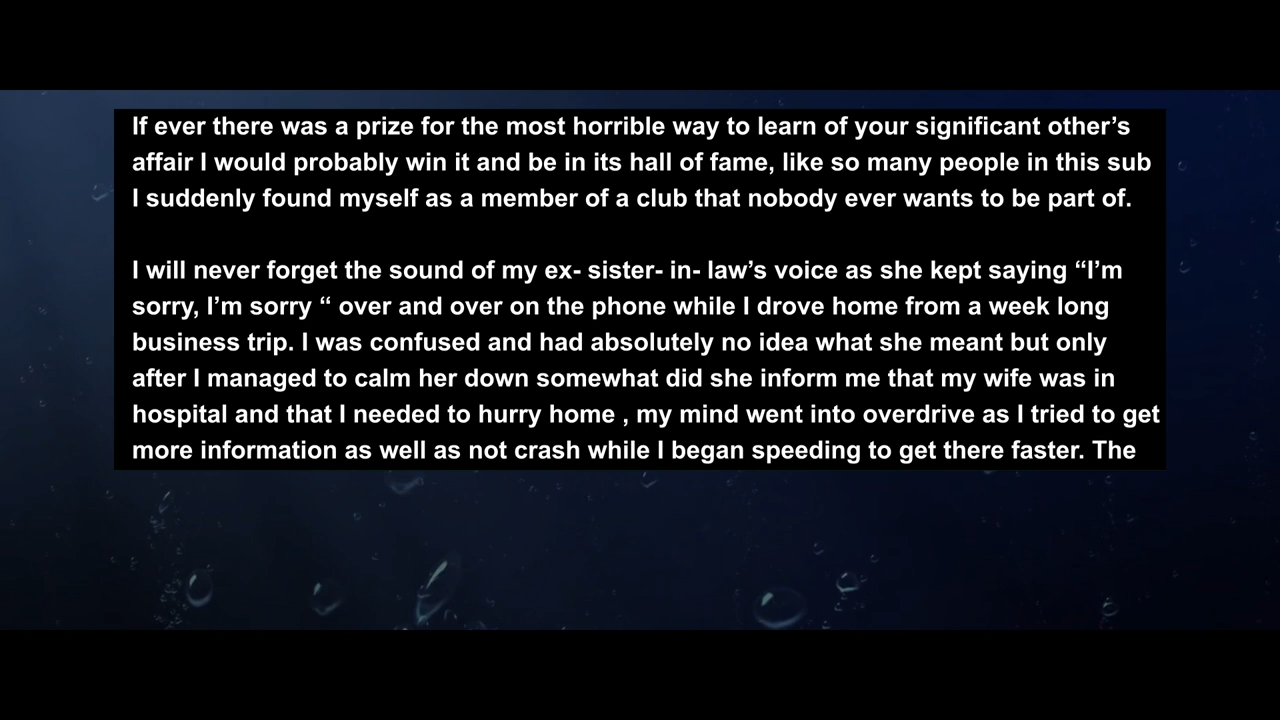 If ever there was a prize for the most horrible way to learn of your significant other’s
affair I would probably win it and be in its hall of fame, like so many people in this sub
I suddenly found myself as a member of a club that nobody ever wants to be part of.
I will never forget the sound of my ex- sister- in- law’s voice as she kept saying “I’m
sorry, I’m sorry “ over and over on the phone while I drove home from a week long
business trip. I was confused and had absolutely no idea what she meant but only
after I managed to calm her down somewhat did she inform me that my wife was in
hospital and that I needed to hurry home , my mind went into overdrive as I tried to get
more information as well as not crash while I began speeding to get there faster. The